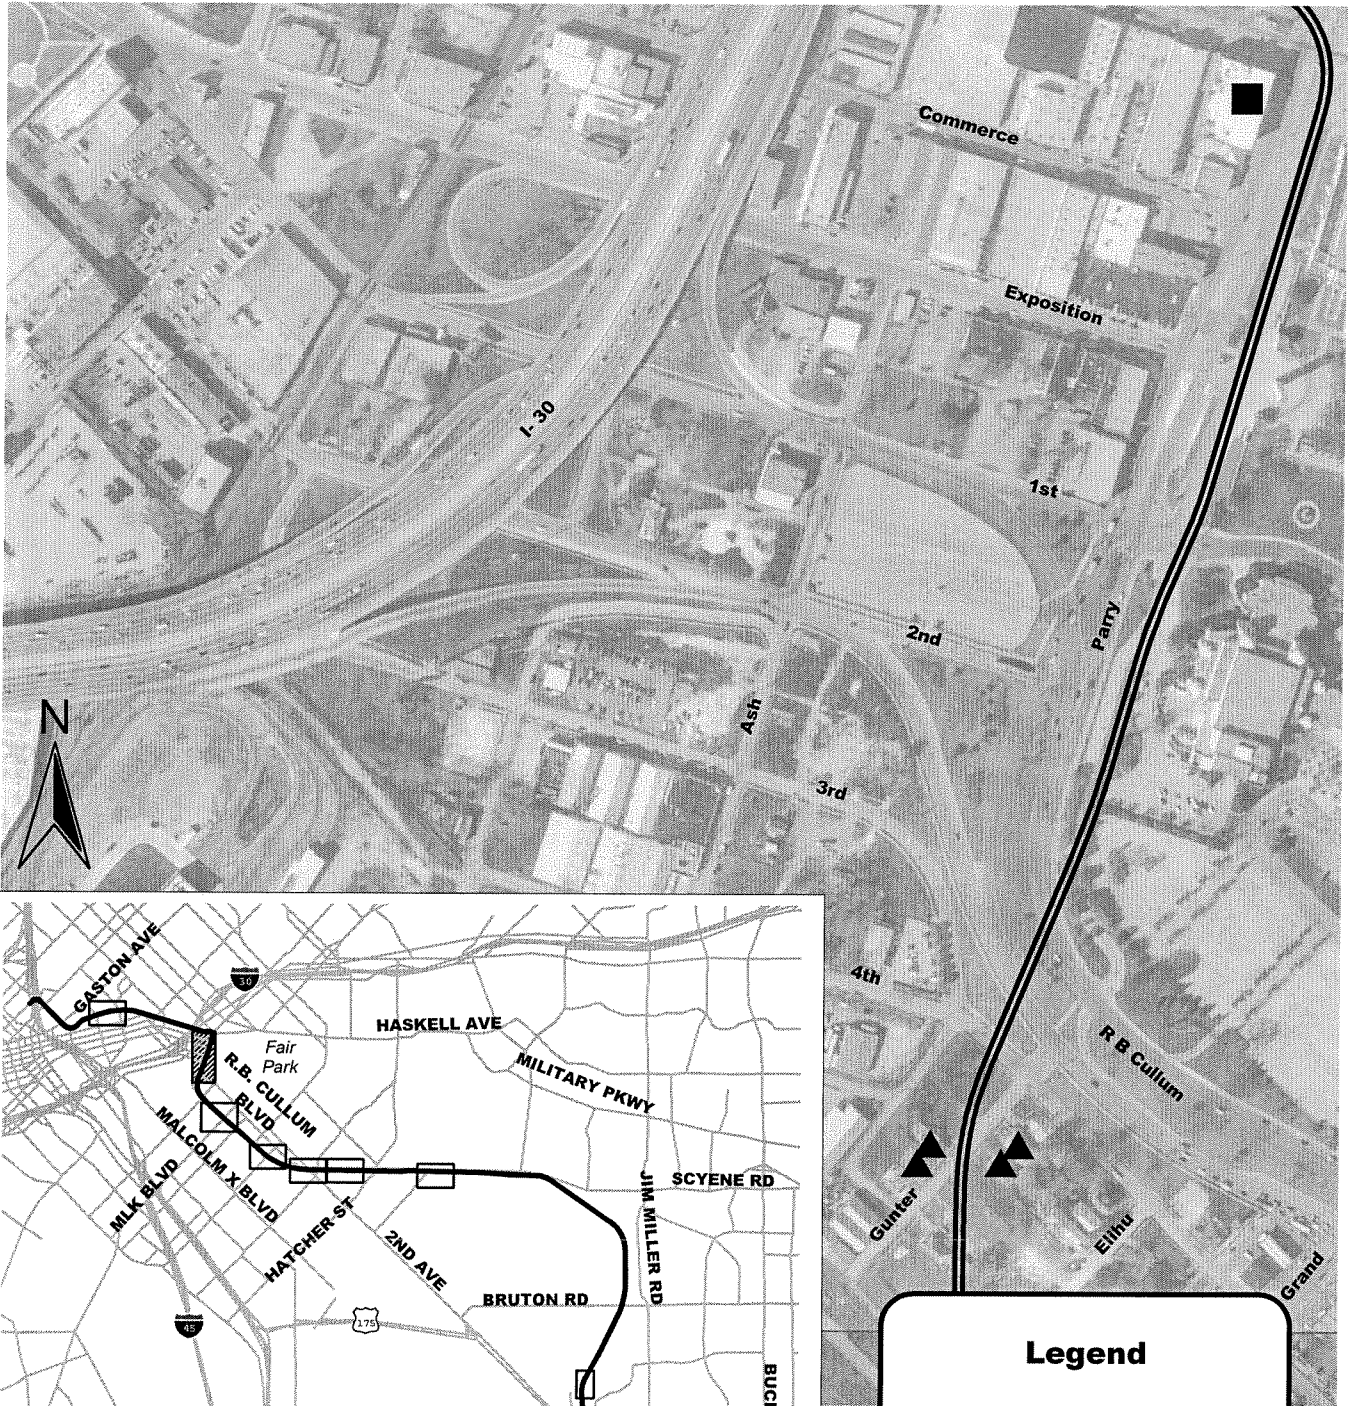 Commerce
Exposition
I-30
1st
Parry
2nd
Ash
N
3rd
4th
R B Cullum
Gunter
Elihu
Grand
GASTON AVE
30
HASKELL AVE
Fair
Park
MILITARY PKWY
R.B. CULLUM
BLVD
MALCOLM X BLVD
MLK BLVD
HATCHER ST
SCYENE RD
JIM MILLER RD
2ND AVE
BRUTON RD
175
45
BUC
Legend